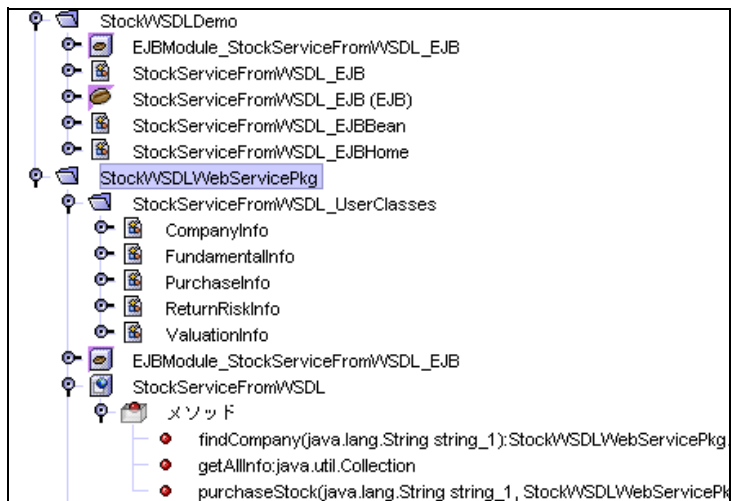 StockWSDLDemo
EJBModule_StockServiceFromWSDL_EJB
StockServiceFromWSDL_EJB
StockServiceFromWSDL_EJB (EJB)
StockServiceFromWSDL_EJBBean
StockServiceFromWSDL_EJBHome
StockWSDLWebServicePkg
StockServiceFromWSDL_UserClasses
CompanyInfo
FundamentalInfo
PurchaseInfo
ReturnRiskInfo
ValuationInfo
EJBModule_StockServiceFromWSDL_EJB
StockServiceFromWSDL
メソッド
findCompany(java.lang.String string_1):StockWSDLWebServicePkg.
getAllInfo:java.util.Collection
purchaseStock(java.lang.String string_1, StockWSDLWebServicePk